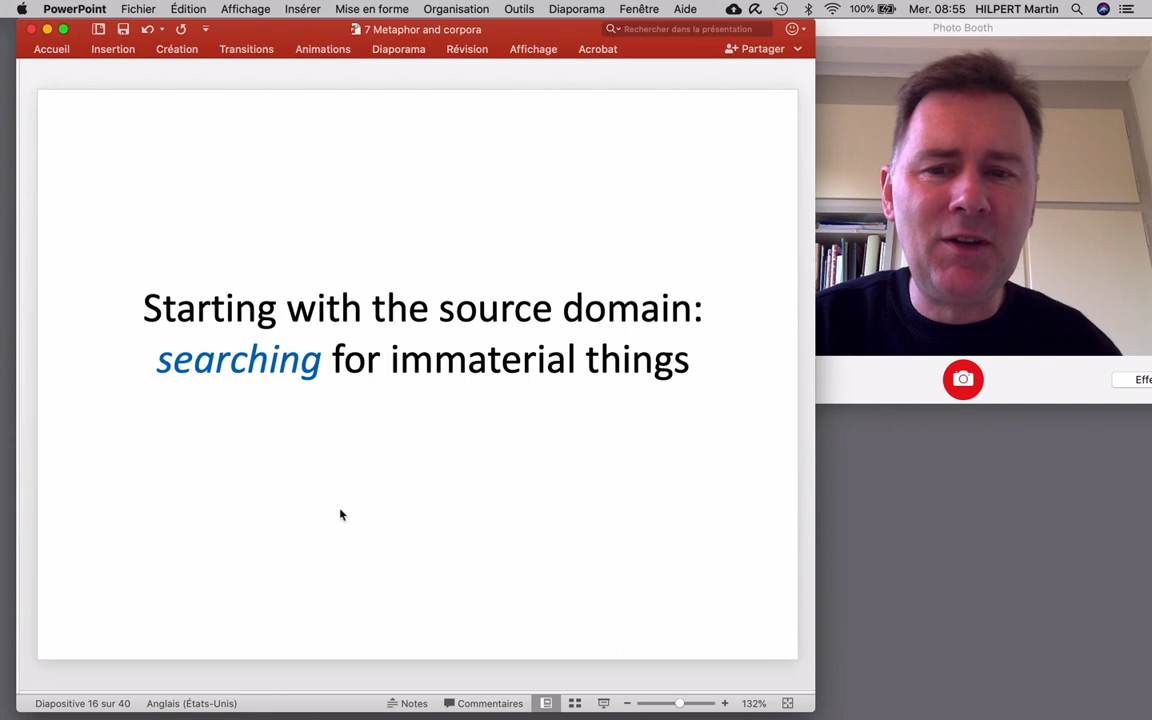 PowerPoint Fichier Édition Affichage Insérer Mise en forme Organisation Outils Diaporama Fenêtre Aide 100% Mer. 08:55 HILPERT Martin
7 Metaphor and corpora
Rechercher dans la présentation
Photo Booth
Accueil Insertion Création Transitions Animations Diaporama Révision Affichage Acrobat Partager
Starting with the source domain:
searching for immaterial things
Effe
Diapositive 16 sur 40 Anglais (États-Unis) Notes Commentaires 132%